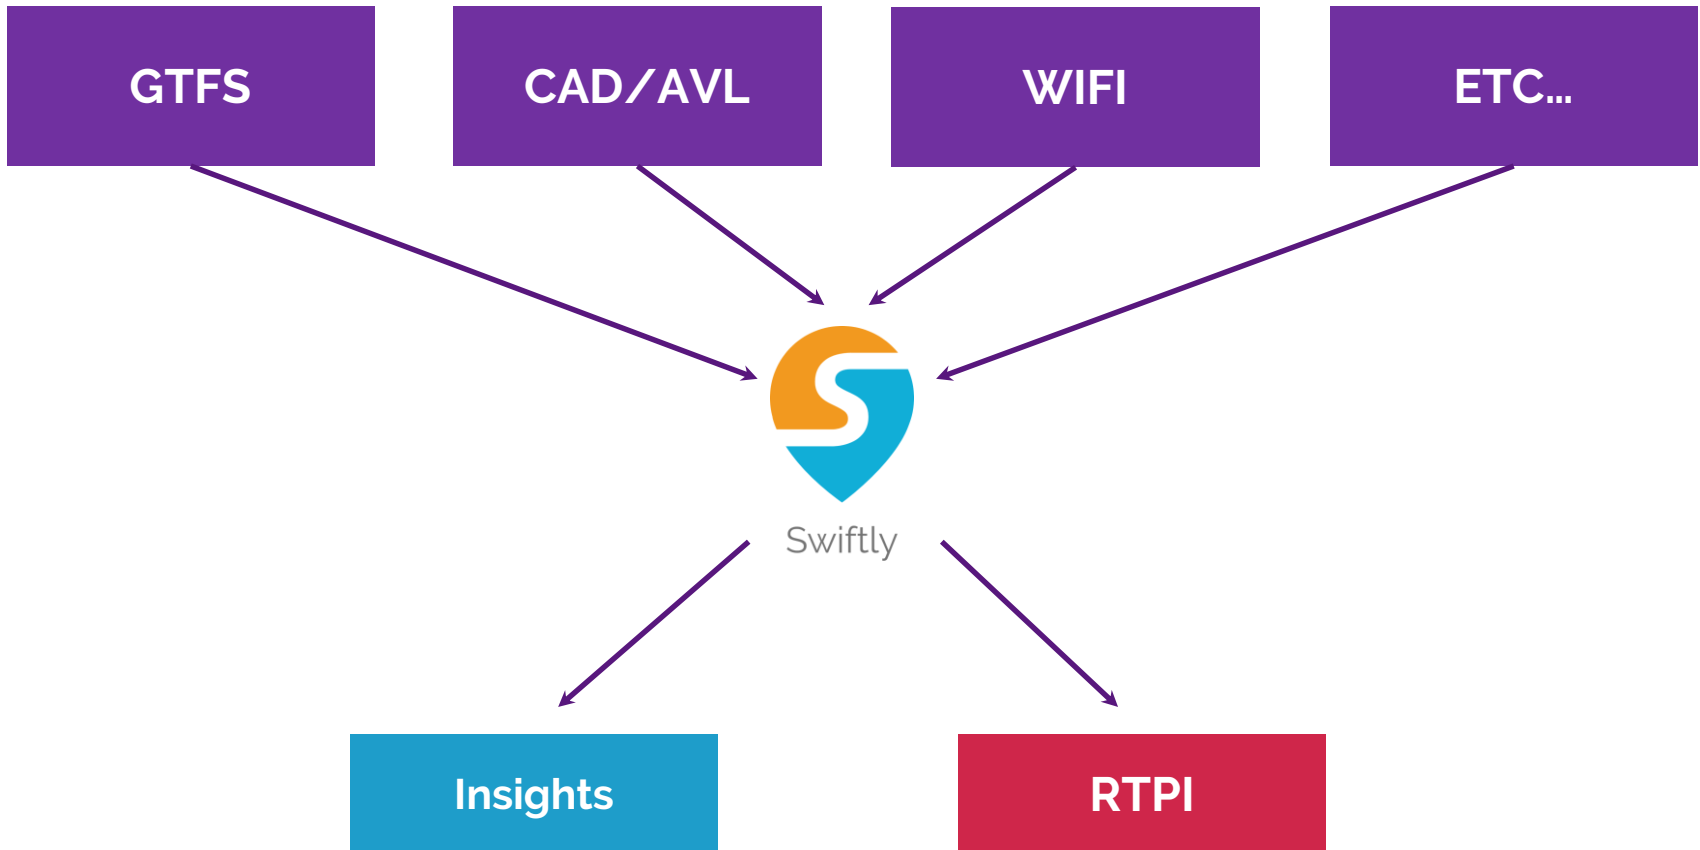 GTFS
CAD/AVL
WIFI
ETC...
Swiftly
Insights
RTPI